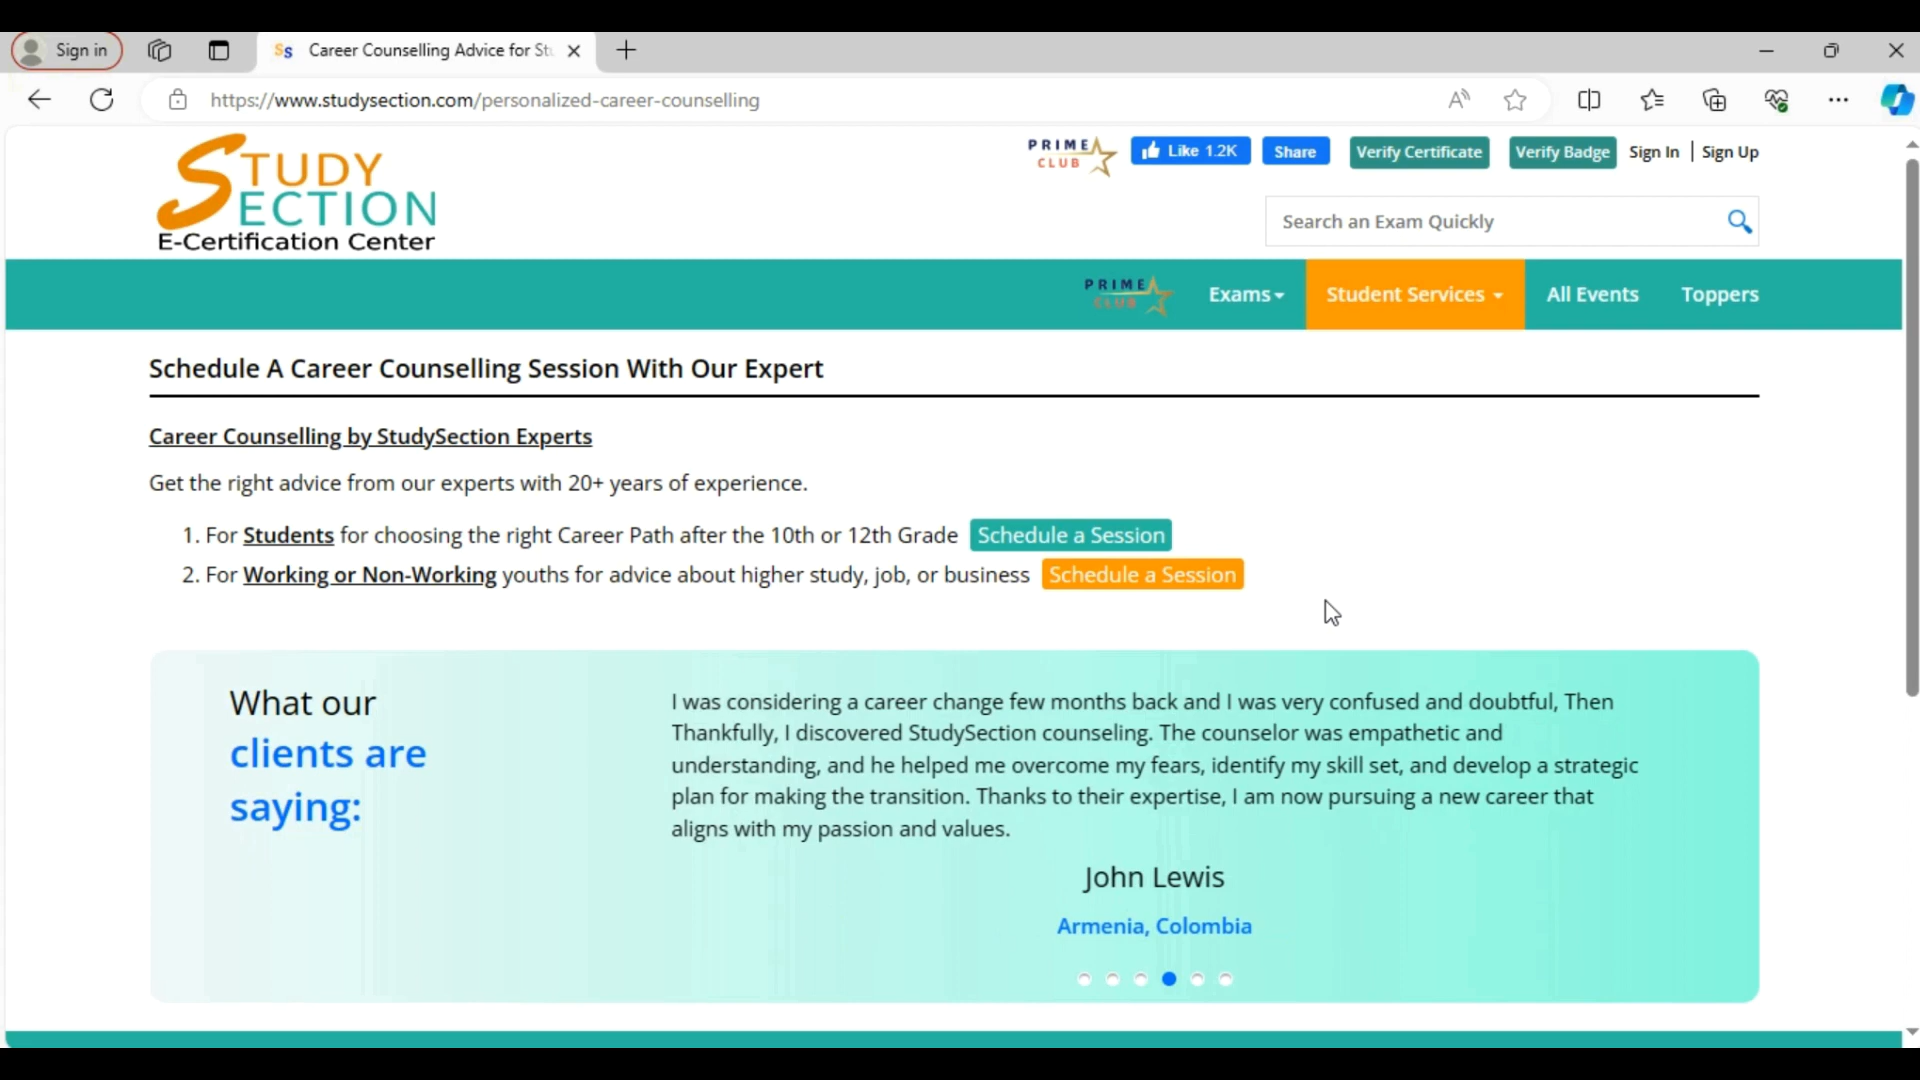 Sign in
Career Counselling Advice for Stu
https://www.studysection.com/personalized-career-counselling
STUDY
SECTION
E-Certification Center
PRIME
CLUB
Like 1.2K
Share
Verify Certificate
Verify Badge
Sign In | Sign Up
Search an Exam Quickly
PRIME
CLUB
Exams
Student Services
All Events
Toppers
Schedule A Career Counselling Session With Our Expert
Career Counselling by StudySection Experts
Get the right advice from our experts with 20+ years of experience.
1. For Students for choosing the right Career Path after the 10th or 12th Grade Schedule a Session
2. For Working or Non-Working youths for advice about higher study, job, or business Schedule a Session
What our
clients are
saying:
I was considering a career change few months back and I was very confused and doubtful, Then
Thankfully, I discovered StudySection counseling. The counselor was empathetic and
understanding, and he helped me overcome my fears, identify my skill set, and develop a strategic
plan for making the transition. Thanks to their expertise, I am now pursuing a new career that
aligns with my passion and values.
John Lewis
Armenia, Colombia